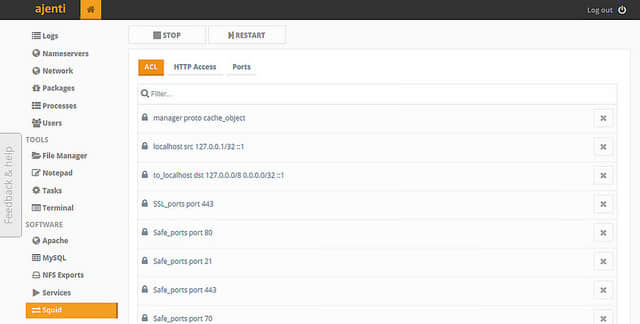 ajenti
Log out
Logs
Nameservers
Network
Packages
Processes
Users
TOOLS
File Manager
Notepad
Tasks
Terminal
SOFTWARE
Apache
MySQL
NFS Exports
Services
Squid
Feedback & help
STOP
RESTART
ACL
HTTP Access
Ports
Filter...
manager proto cache_object
localhost src 127.0.0.1/32 ::1
to_localhost dst 127.0.0.0/8 0.0.0.0/32 ::1
SSL_ports port 443
Safe_ports port 80
Safe_ports port 21
Safe_ports port 443
Safe_ports port 70